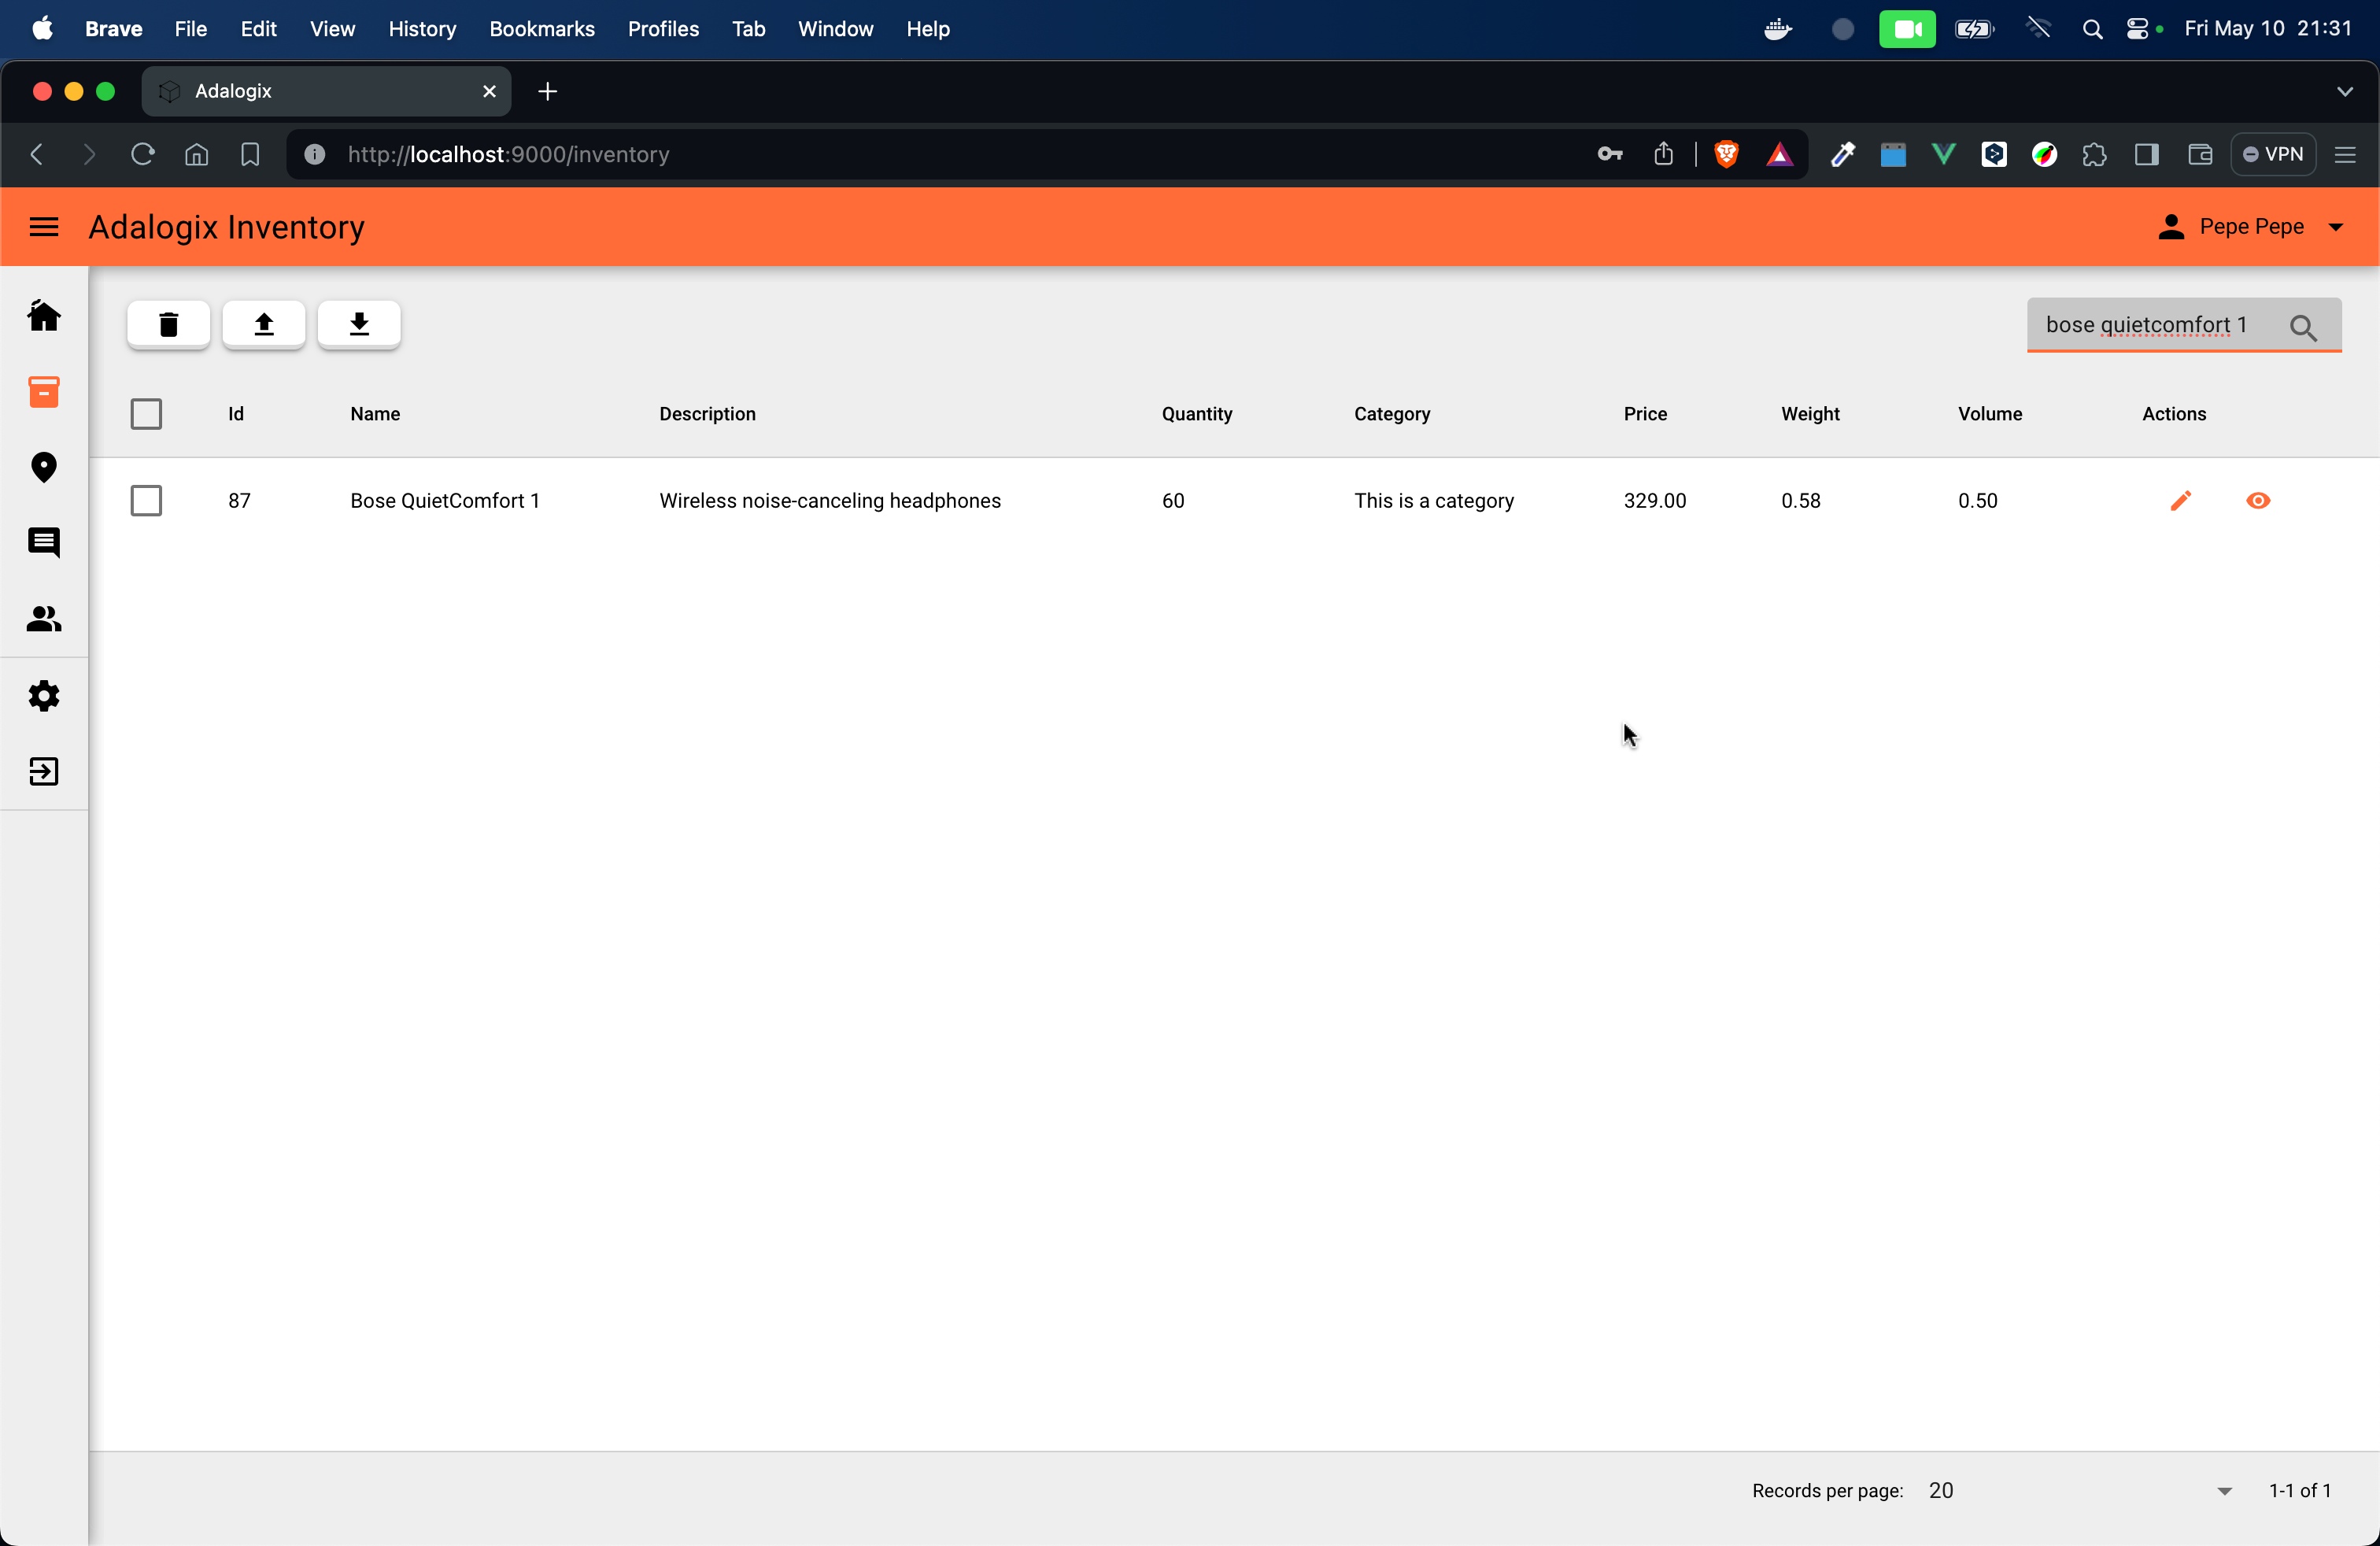 Brave File Edit View History Bookmarks Profiles Tab Window Help Fri May 10 21:31
Adalogix
http://localhost:9000/inventory VPN
Adalogix Inventory Pepe Pepe
bose quietcomfort 1
Id Name Description Quantity Category Price Weight Volume Actions
87 Bose QuietComfort 1 Wireless noise-canceling headphones 60 This is a category 329.00 0.58 0.50
Records per page: 20 1-1 of 1